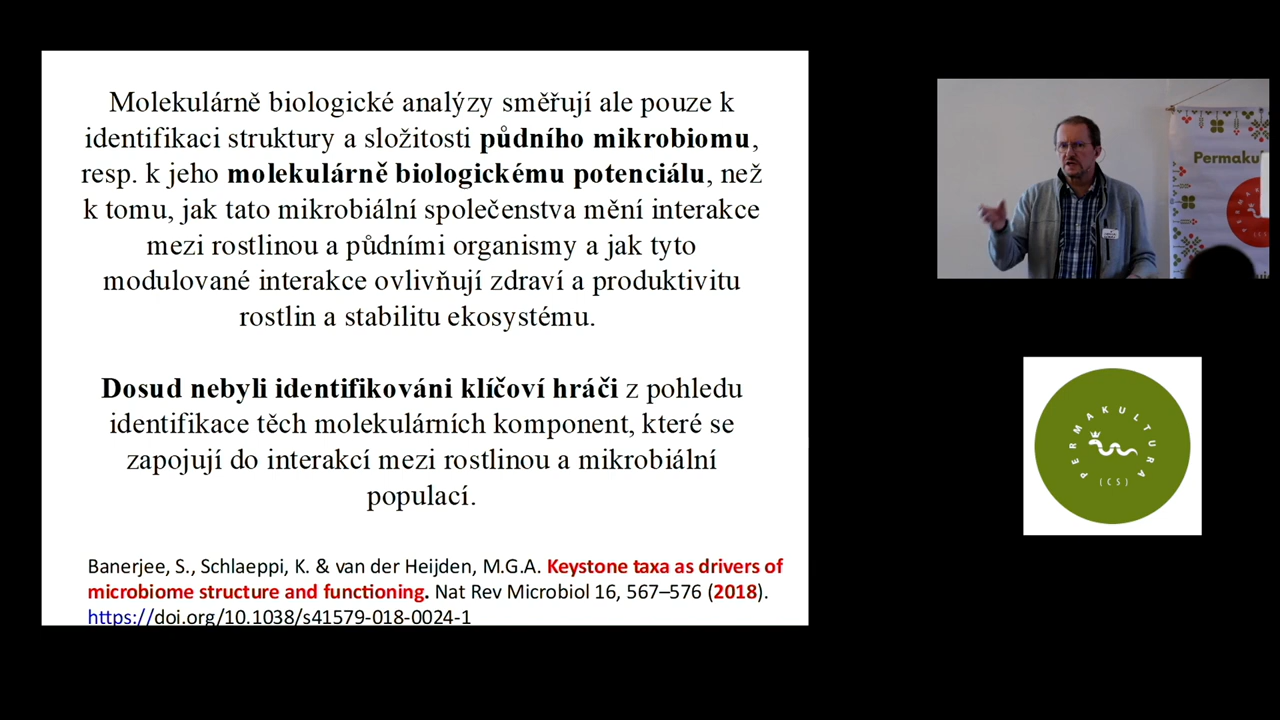 Molekulárně biologické analýzy směřují ale pouze k
identifikaci struktury a složitosti půdního mikrobiomu,
resp. k jeho molekulárně biologickému potenciálu, než
k tomu, jak tato mikrobiální společenstva mění interakce
mezi rostlinou a půdními organismy a jak tyto
modulované interakce ovlivňují zdraví a produktivitu
rostlin a stabilitu ekosystému.
Dosud nebyli identifikováni klíčoví hráči z pohledu
identifikace těch molekulárních komponent, které se
zapojují do interakcí mezi rostlinou a mikrobiální
populací.
Banerjee, S., Schlaeppi, K. & van der Heijden, M.G.A. Keystone taxa as drivers of
microbiome structure and functioning. Nat Rev Microbiol 16, 567–576 (2018).
https://doi.org/10.1038/s41579-018-0024-1
Permaku
PERMAKULTURA
(CS)